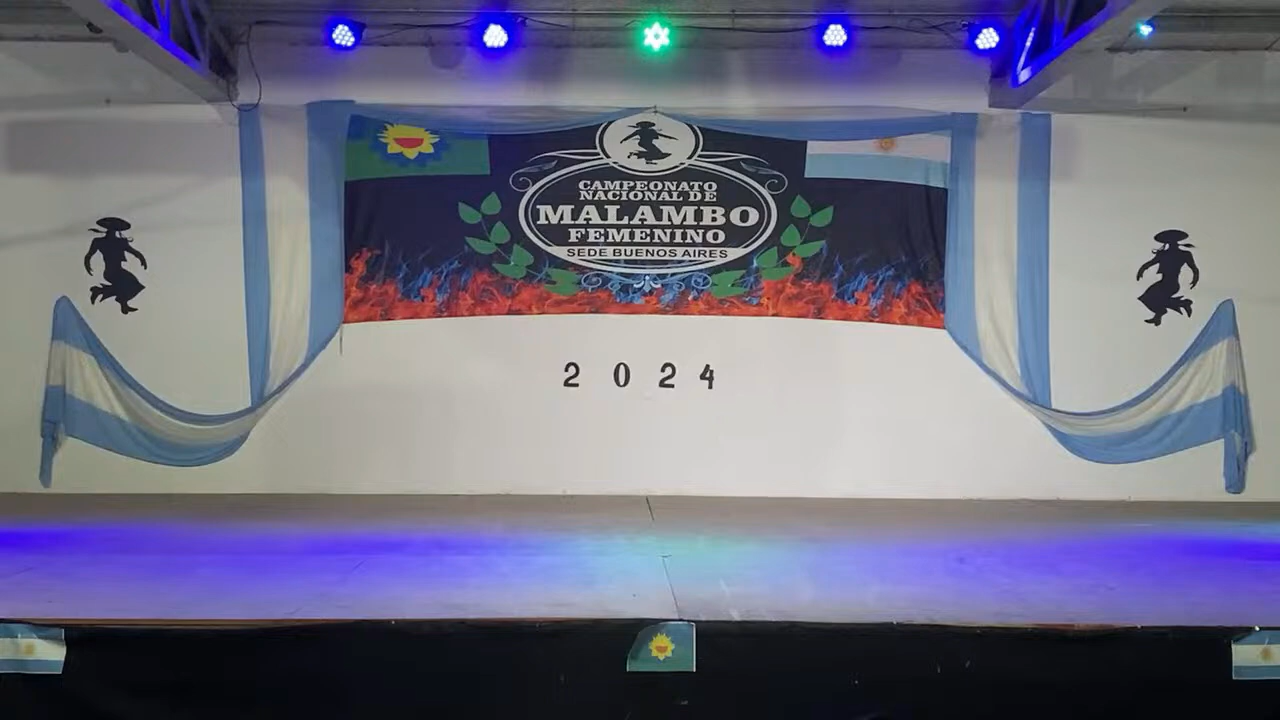 CAMPEONATO
NACIONAL DE
MALAMBO
FEMENINO
SEDE BUENOS AIRES
2024